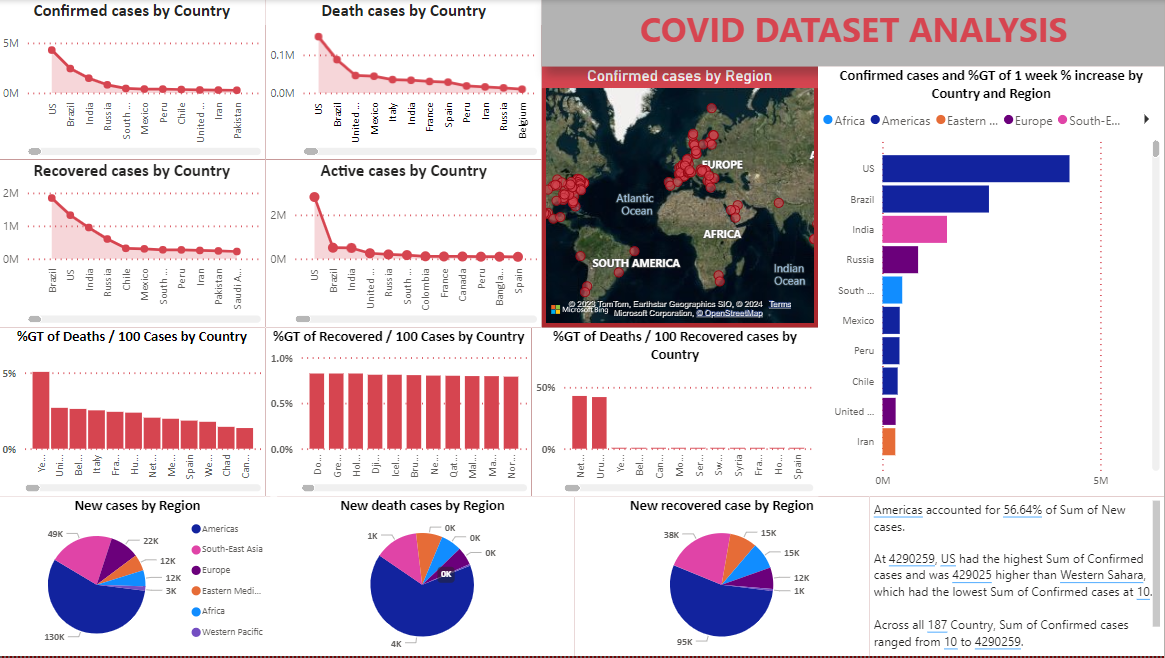 COVID DATASET ANALYSIS
Confirmed cases by Country
5M
0M
US
Brazil
India
Russia
South ...
Mexico
Peru
Chile
United ...
Iran
Pakistan
Death cases by Country
0.1M
0.0M
US
Brazil
United ...
Mexico
Italy
India
France
Spain
Peru
Iran
Russia
Belgium
Recovered cases by Country
2M
1M
0M
Brazil
US
India
Russia
Chile
Mexico
South ...
Peru
Iran
Pakistan
Saudi A...
Active cases by Country
2M
0M
US
Brazil
India
United ...
Russia
South ...
Colombia
France
Canada
Peru
Bangla...
Spain
Confirmed cases by Region
EUROPE
Atlantic
Ocean
AFRICA
SOUTH AMERICA
Indian
Ocean
A
Microsoft Bing
© 2023 TomTom, Earthstar Geographics SIO, © 2024 Terms
Microsoft Corporation, © OpenStreetMap
Confirmed cases and %GT of 1 week % increase by
Country and Region
Africa Americas Eastern ... Europe South-E...
US
Brazil
India
Russia
South ...
Mexico
Peru
Chile
United ...
Iran
0M
5M
%GT of Deaths / 100 Cases by Country
5%
0%
Ye...
Uni...
Bel...
Italy
Fra...
Hu...
Net...
Me...
Spain
We...
Chad
Can...
%GT of Recovered / 100 Cases by Country
1.0%
0.5%
0.0%
Do...
Gre...
Hol...
Dji...
Icel...
Bru...
Ne...
Qat...
Mal...
Ma...
Nor...
%GT of Deaths / 100 Recovered cases by
Country
50%
0%
Net...
Uru...
Ye...
Bel...
Can...
Mo...
Ser...
Sw...
Syria
Fra...
Ho...
Spain
New cases by Region
49K
22K
12K
12K
3K
130K
Americas
South-East Asia
Europe
Eastern Medi...
Africa
Western Pacific
New death cases by Region
1K
0K
0K
0K
0K
4K
New recovered case by Region
38K
15K
15K
12K
1K
95K
Americas accounted for 56.64% of Sum of New
cases.
At 4290259, US had the highest Sum of Confirmed
cases and was 429025 higher than Western Sahara,
which had the lowest Sum of Confirmed cases at 10.
Across all 187 Country, Sum of Confirmed cases
ranged from 10 to 4290259.